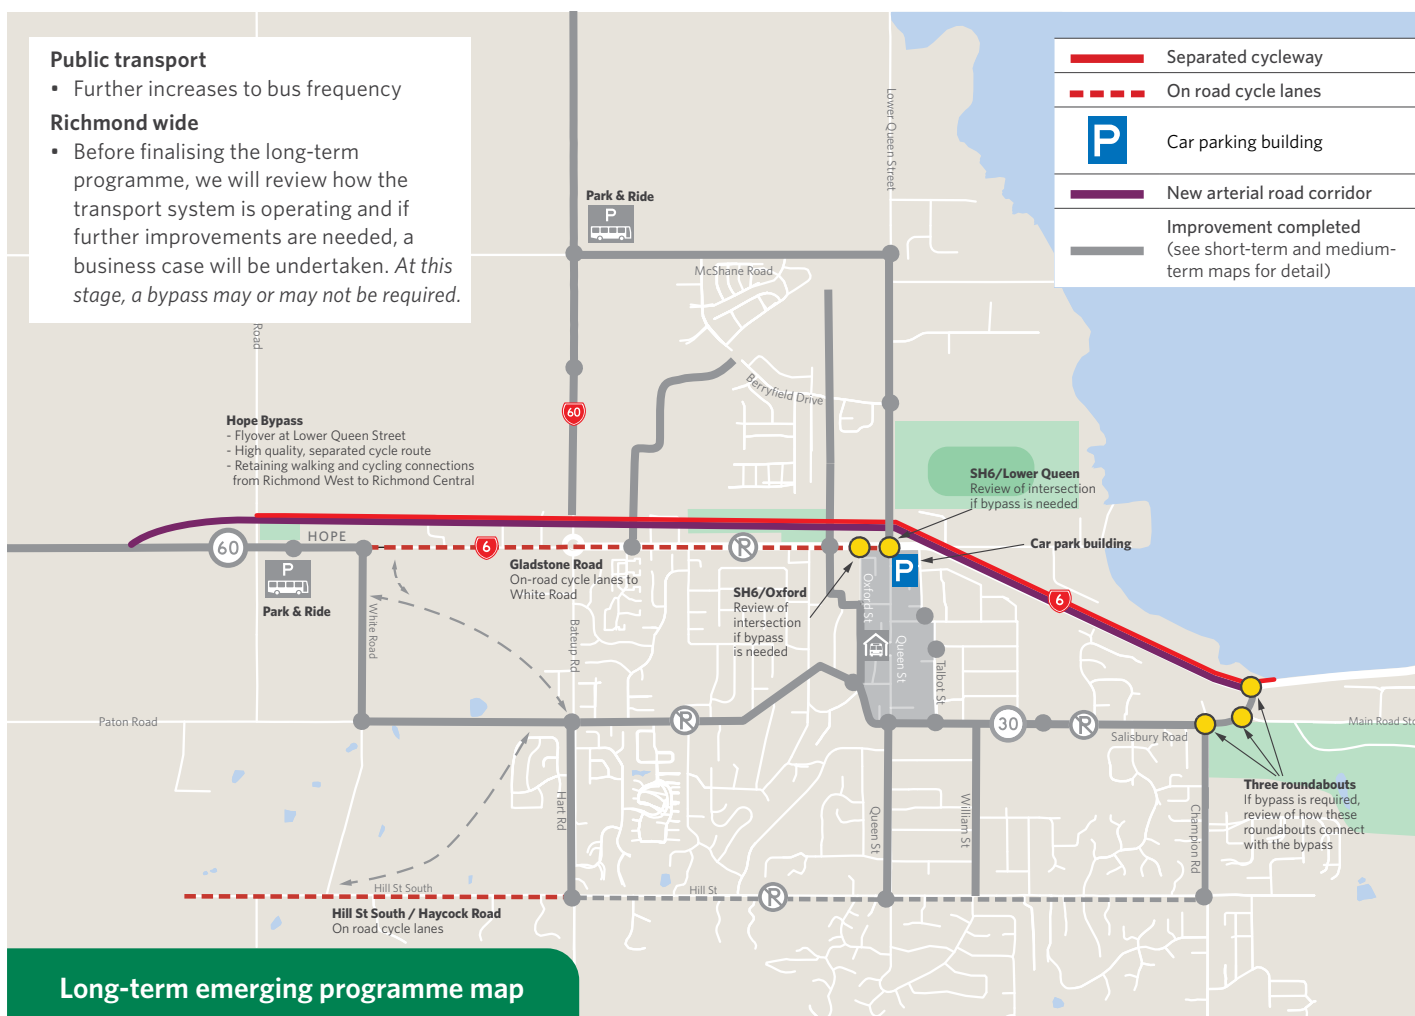 Public transport
• Further increases to bus frequency
Richmond wide
• Before finalising the long-term
programme, we will review how the
transport system is operating and if
further improvements are needed, a
business case will be undertaken. At this
stage, a bypass may or may not be required.
Separated cycleway
On road cycle lanes
P
Car parking building
New arterial road corridor
Improvement completed
(see short-term and medium-
term maps for detail)
Lower Queen Street
Park & Ride
P
McShane Road
Road
Berryfield Drive
60
Hope Bypass
- Flyover at Lower Queen Street
- High quality, separated cycle route
- Retaining walking and cycling connections
from Richmond West to Richmond Central
SH6/Lower Queen
Review of intersection
if bypass is needed
60
HOPE
6
P
Car park building
P
Park & Ride
Gladstone Road
On-road cycle lanes to
White Road
SH6/Oxford
Review of
intersection
if bypass
is needed
P
Oxford St
6
White Road
Bateup Rd
Queen St
Talbot St
Paton Road
P
30
P
Salisbury Road
Main Road Sto
Three roundabouts
If bypass is required,
review of how these
roundabouts connect
with the bypass
Hart Rd
Queen St
William St
Champion Rd
Hill St South
Hill St
P
Hill St South / Haycock Road
On road cycle lanes
Long-term emerging programme map